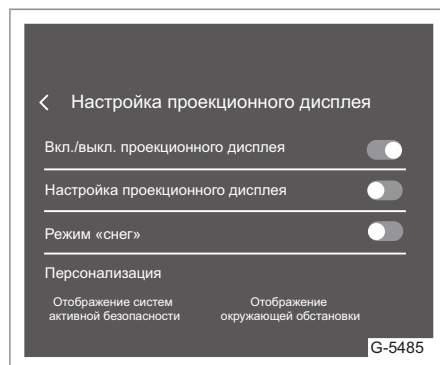 Настройка проекционного дисплея
Вкл./выкл. проекционного дисплея
Настройка проекционного дисплея
Режим «снег»
Персонализация
Отображение систем
активной безопасности
Отображение
окружающей обстановки
G-5485